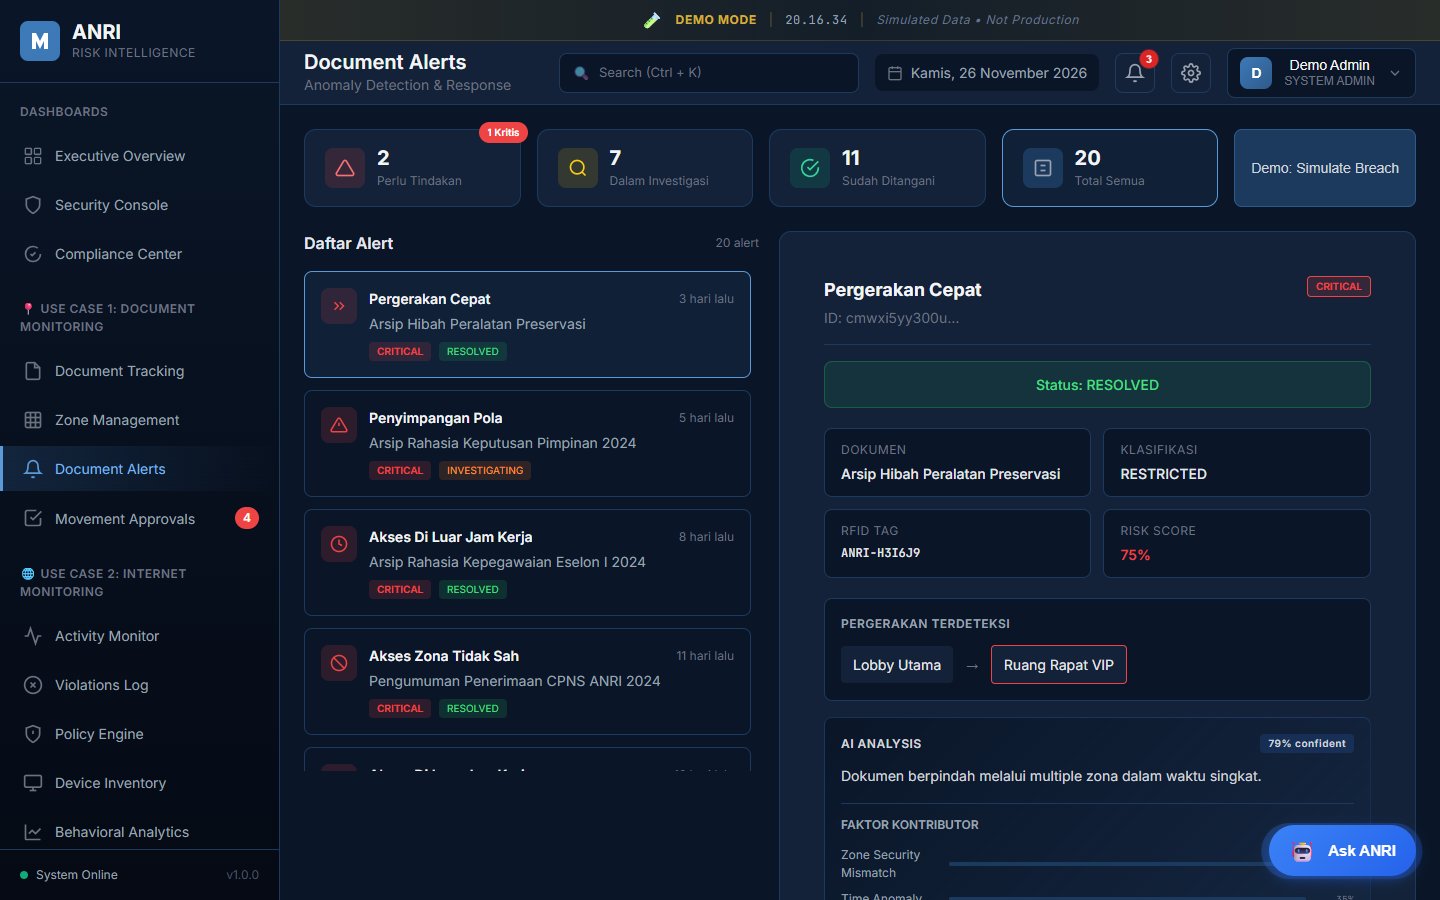 M
ANRI
RISK INTELLIGENCE
DASHBOARDS
Executive Overview
Security Console
Compliance Center
USE CASE 1: DOCUMENT
MONITORING
Document Tracking
Zone Management
Document Alerts
Movement Approvals
4
USE CASE 2: INTERNET
MONITORING
Activity Monitor
Violations Log
Policy Engine
Device Inventory
Behavioral Analytics
System Online
v1.0.0
DEMO MODE
20.16.34
Simulated Data • Not Production
Document Alerts
Anomaly Detection & Response
Search (Ctrl + K)
Kamis, 26 November 2026
3
D
Demo Admin
SYSTEM ADMIN
1 Kritis
2
Perlu Tindakan
7
Dalam Investigasi
11
Sudah Ditangani
20
Total Semua
Demo: Simulate Breach
Daftar Alert
20 alert
Pergerakan Cepat
3 hari lalu
Arsip Hibah Peralatan Preservasi
CRITICAL
RESOLVED
Penyimpangan Pola
5 hari lalu
Arsip Rahasia Keputusan Pimpinan 2024
CRITICAL
INVESTIGATING
Akses Di Luar Jam Kerja
8 hari lalu
Arsip Rahasia Kepegawaian Eselon I 2024
CRITICAL
RESOLVED
Akses Zona Tidak Sah
11 hari lalu
Pengumuman Penerimaan CPNS ANRI 2024
CRITICAL
RESOLVED
Pergerakan Cepat
CRITICAL
ID: cmwxi5yy300u...
Status: RESOLVED
DOKUMEN
Arsip Hibah Peralatan Preservasi
KLASIFIKASI
RESTRICTED
RFID TAG
ANRI-H3I6J9
RISK SCORE
75%
PERGERAKAN TERDETEKSI
Lobby Utama
→
Ruang Rapat VIP
AI ANALYSIS
79% confident
Dokumen berpindah melalui multiple zona dalam waktu singkat.
FAKTOR KONTRIBUTOR
Zone Security
Mismatch
Time Anomaly
Ask ANRI